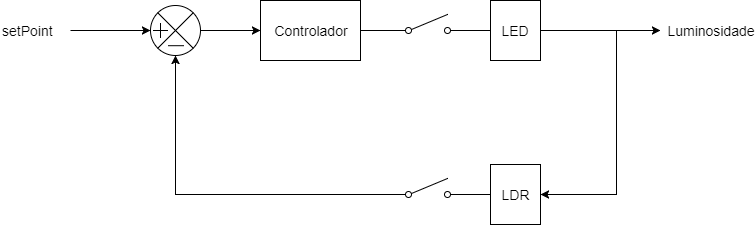 setPoint
Controlador
LED
Luminosidade
LDR